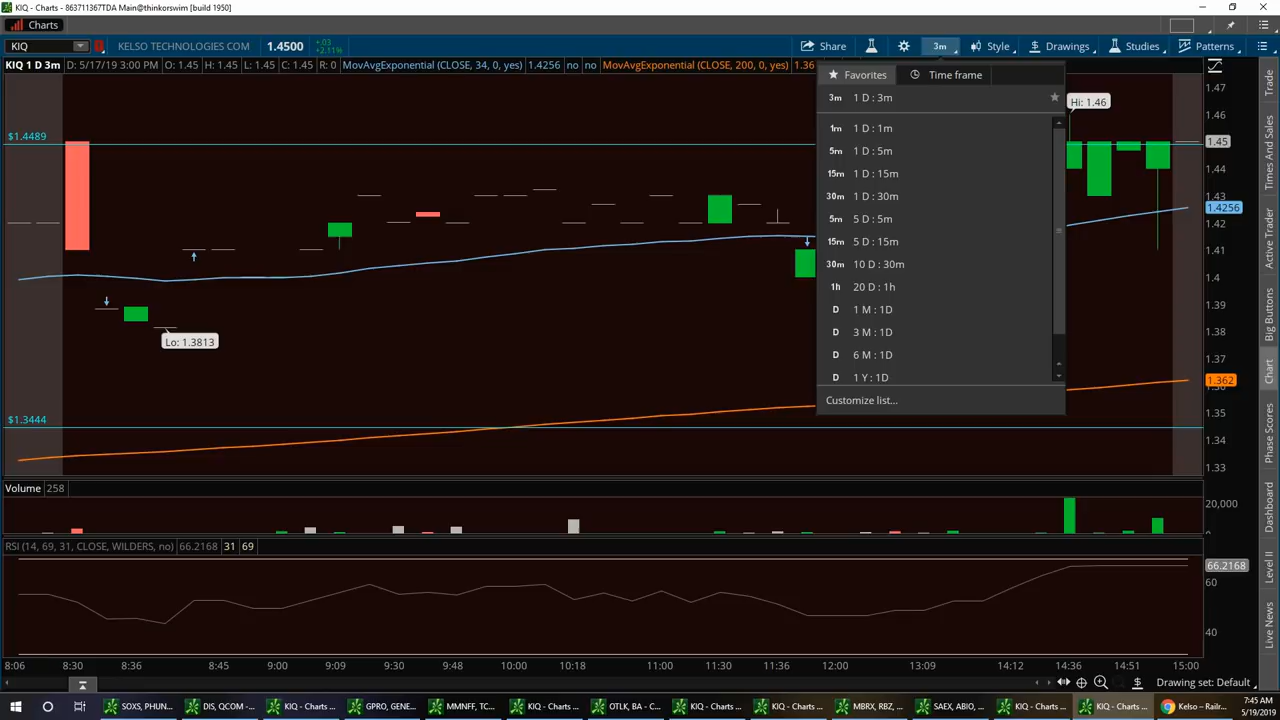 KIQ - Charts - 863711367TDA Main@thinkorswim [build 1950]
Charts
KIQ
KELSO TECHNOLOGIES COM
1.4500
+.03
+2.11%
Share
3m
Style
Drawings
Studies
Patterns
KIQ 1 D 3m
D: 5/17/19 3:00 PM
O: 1.45
H: 1.45
L: 1.45
C: 1.45
R: 0
MovAvgExponential (CLOSE, 34, 0, yes)
1.4256
no
no
MovAvgExponential (CLOSE, 200, 0, yes)
1.36
Favorites
Time frame
3m 1 D : 3m
1m 1 D : 1m
5m 1 D : 5m
15m 1 D : 15m
30m 1 D : 30m
5m 5 D : 5m
15m 5 D : 15m
30m 10 D : 30m
1h 20 D : 1h
D 1 M : 1D
D 3 M : 1D
D 6 M : 1D
D 1 Y : 1D
Customize list...
$1.4489
$1.3444
Lo: 1.3813
Hi: 1.46
1.47
1.46
1.45
1.44
1.43
1.4256
1.42
1.41
1.4
1.39
1.38
1.37
1.362
1.35
1.34
1.33
Volume 258
20,000
RSI (14, 69, 31, CLOSE, WILDERS, no) 66.2168 31 69
66.2168
60
40
8:06 8:30 8:36 8:45 9:00 9:09 9:30 9:48 10:00 10:18 11:00 11:30 11:36 12:00 13:09 14:12 14:36 14:51 15:00
Drawing set: Default
Trade
Times And Sales
Active Trader
Big Buttons
Chart
Phase Scores
Dashboard
Level II
Live News
SOXS, PHUN...
DIS, QCOM -...
KIQ - Charts -...
GPRO, GENE...
MMNFF, TC...
KIQ - Charts -...
OTLK, BA - C...
KIQ - Charts -...
KIQ - Charts -...
MBRX, RBZ, ...
SAEX, ABIO, ...
KIQ - Charts -...
KIQ - Charts -...
Kelso – Railr...
7:45 AM
5/19/2019